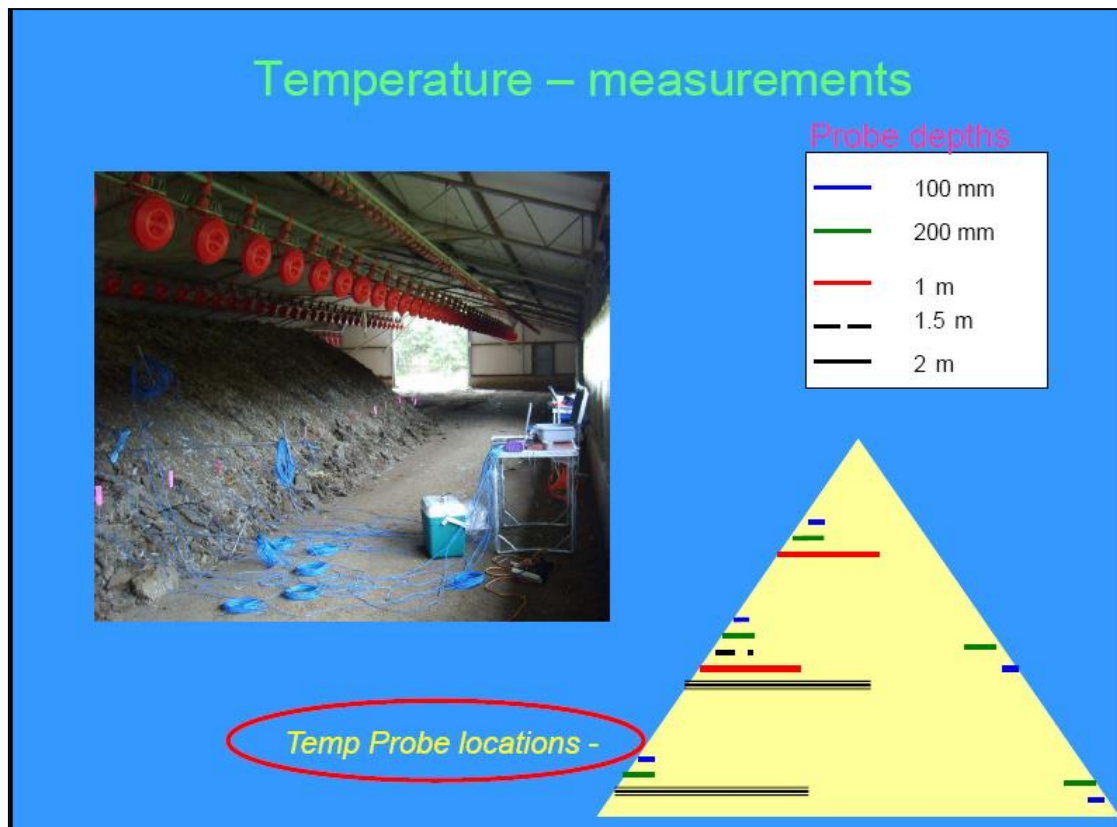 Temperature – measurements
Probe depths
100 mm
200 mm
1 m
1.5 m
2 m
Temp Probe locations -